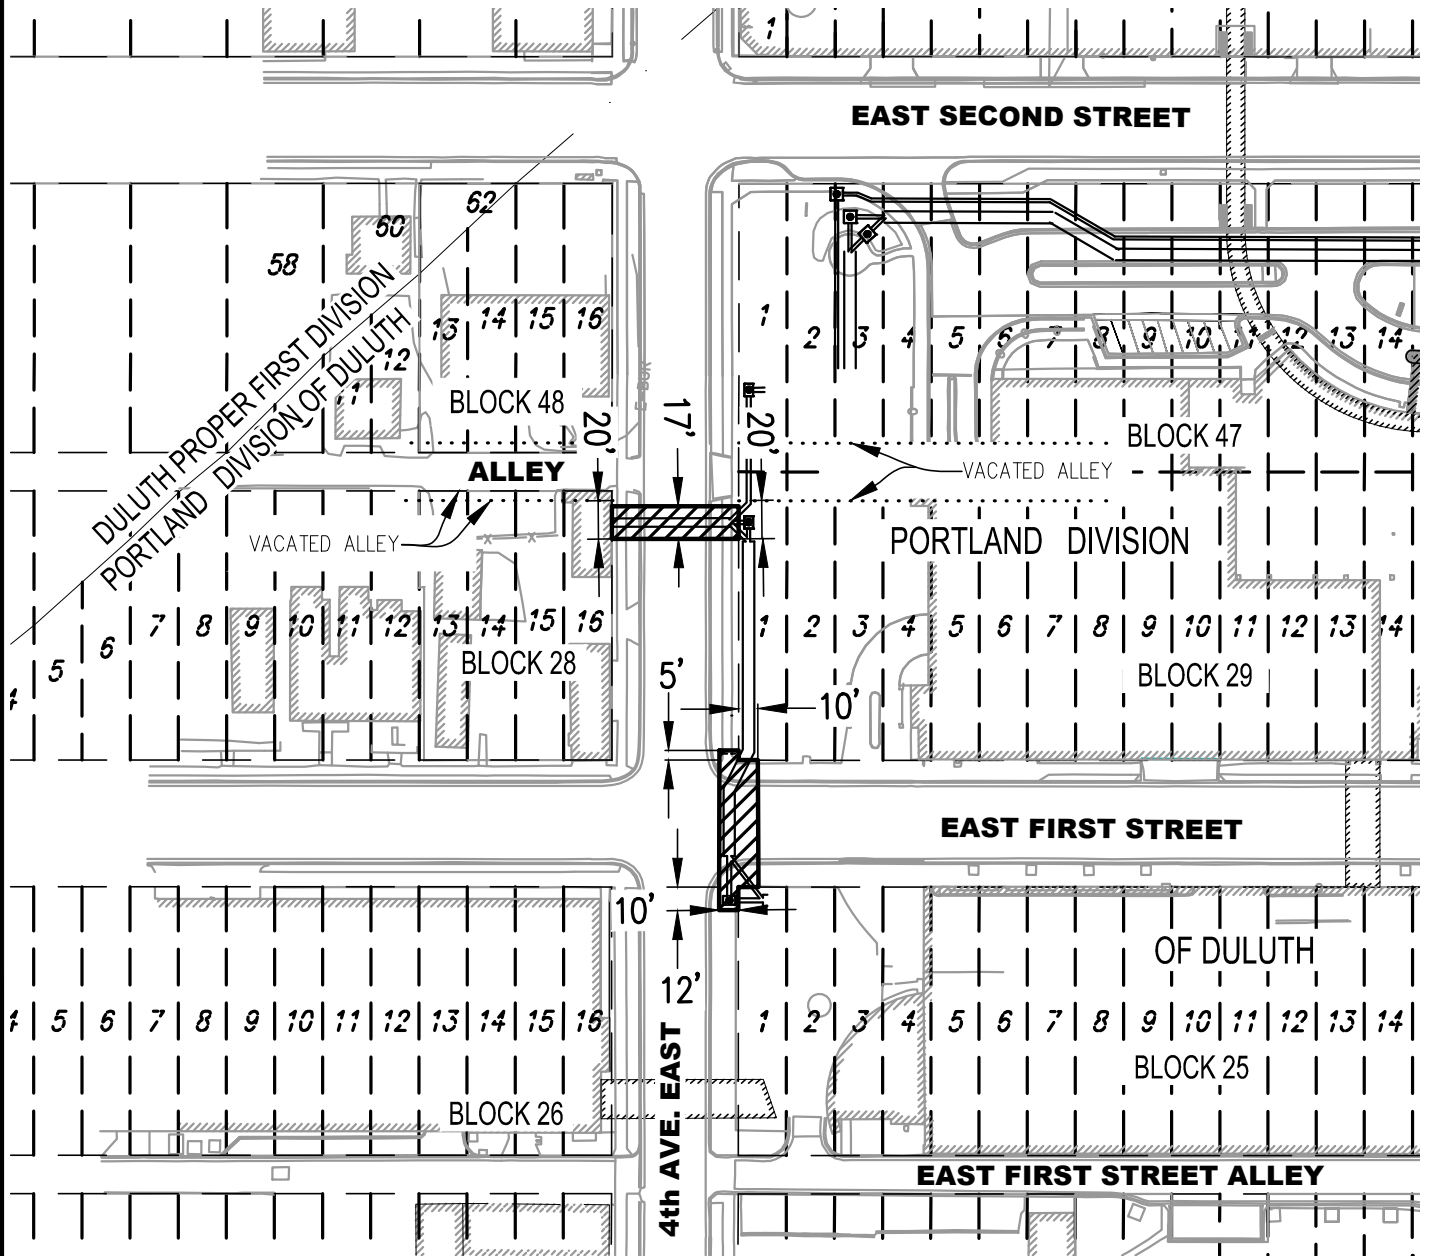 1
EAST SECOND STREET
62
60
58
1
2 3 4 5 6 7 8 9 10 11 12 13 14
13 14 15 16
12
11
DULUTH PROPER FIRST DIVISION
PORTLAND DIVISION OF DULUTH
BLOCK 48
20'
17'
20'
BLOCK 47
ALLEY
VACATED ALLEY
VACATED ALLEY
PORTLAND DIVISION
4 5 6 7 8 9 10 11 12 13 14 15 16
1 2 3 4 5 6 7 8 9 10 11 12 13 14
BLOCK 28
BLOCK 29
5'
10'
EAST FIRST STREET
10'
12'
OF DULUTH
4 5 6 7 8 9 10 11 12 13 14 15 16
1 2 3 4 5 6 7 8 9 10 11 12 13 14
BLOCK 26
BLOCK 25
4th AVE. EAST
EAST FIRST STREET ALLEY